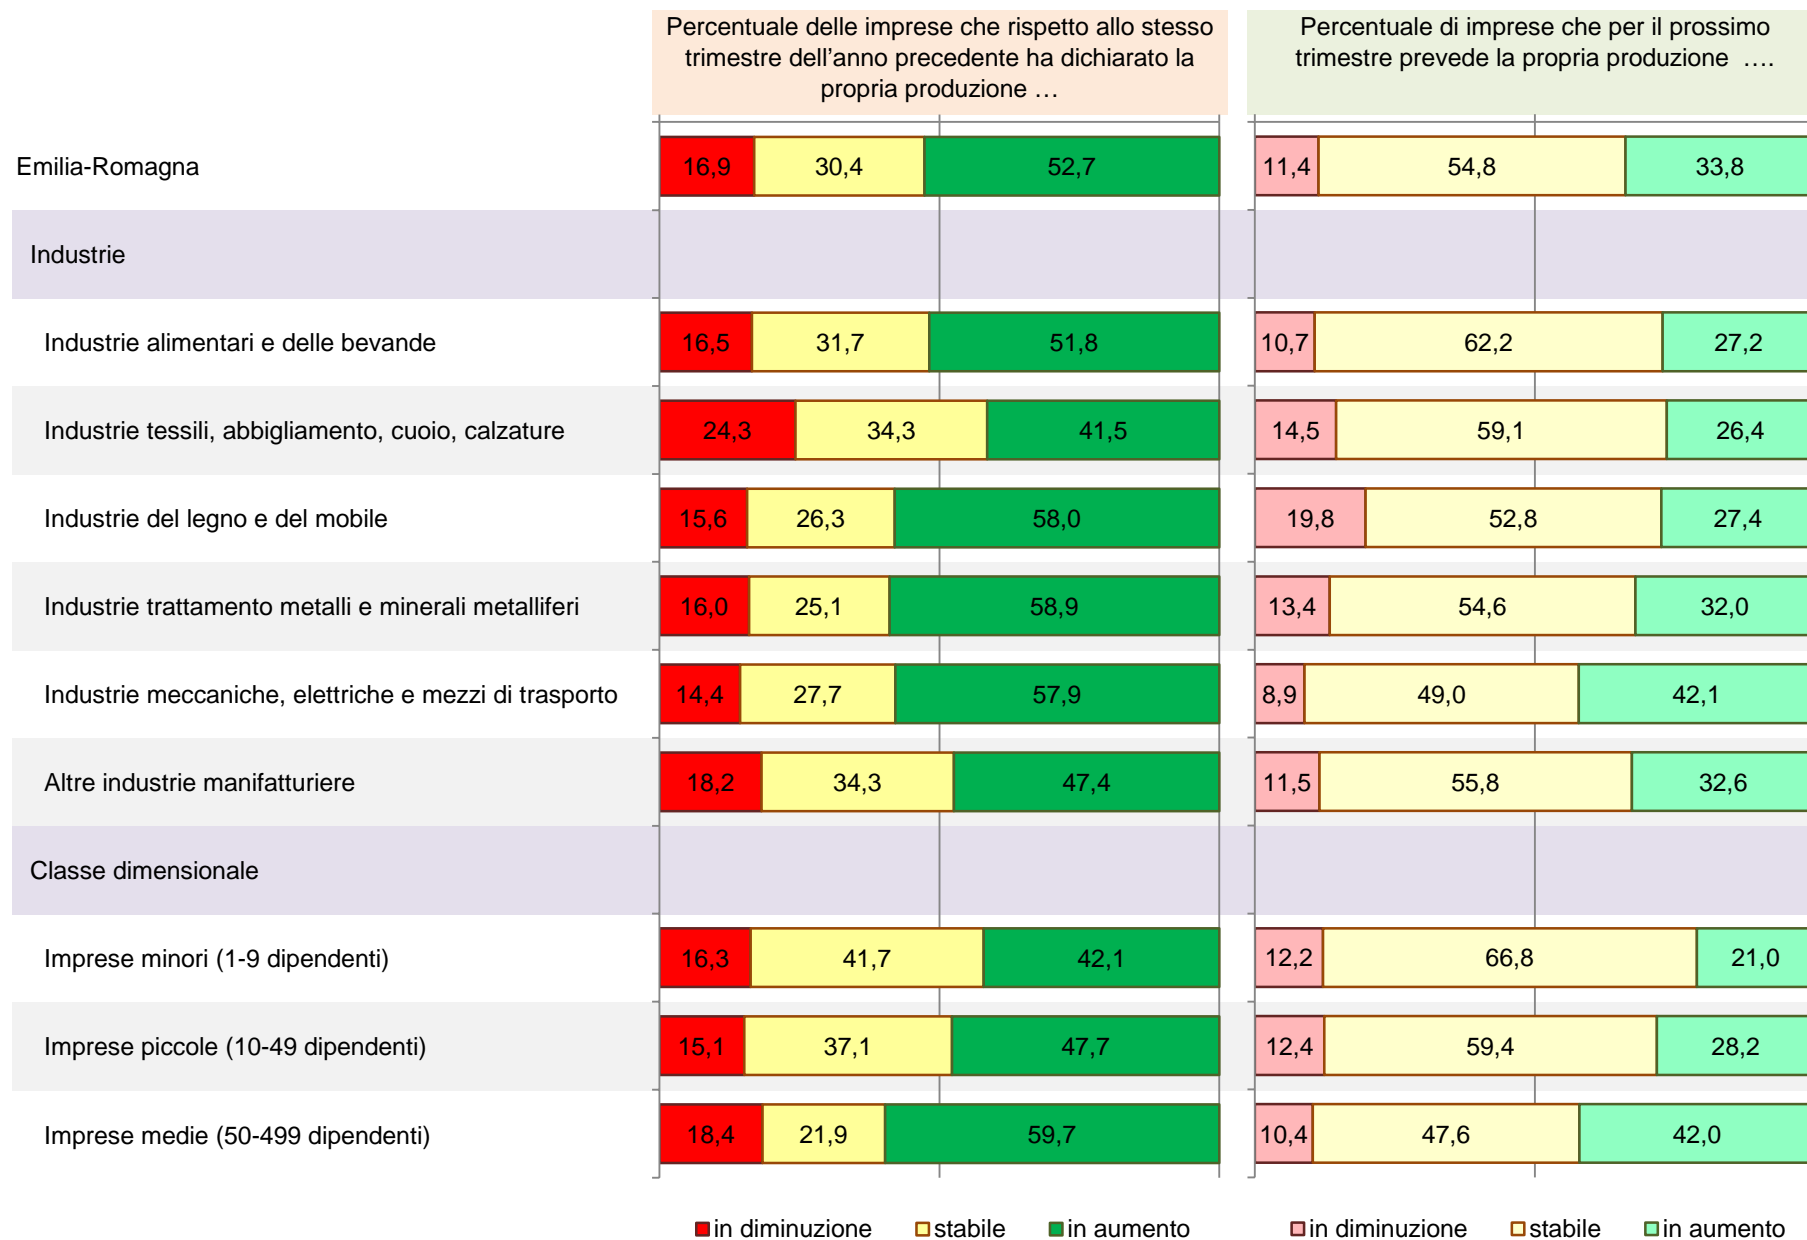 Percentuale delle imprese che rispetto allo stesso
trimestre dell'anno precedente ha dichiarato la
propria produzione …
Percentuale di imprese che per il prossimo
trimestre prevede la propria produzione ….
Emilia-Romagna
16,9 30,4 52,7 11,4 54,8 33,8
Industrie
Industrie alimentari e delle bevande
16,5 31,7 51,8 10,7 62,2 27,2
Industrie tessili, abbigliamento, cuoio, calzature
24,3 34,3 41,5 14,5 59,1 26,4
Industrie del legno e del mobile
15,6 26,3 58,0 19,8 52,8 27,4
Industrie trattamento metalli e minerali metalliferi
16,0 25,1 58,9 13,4 54,6 32,0
Industrie meccaniche, elettriche e mezzi di trasporto
14,4 27,7 57,9 8,9 49,0 42,1
Altre industrie manifatturiere
18,2 34,3 47,4 11,5 55,8 32,6
Classe dimensionale
Imprese minori (1-9 dipendenti)
16,3 41,7 42,1 12,2 66,8 21,0
Imprese piccole (10-49 dipendenti)
15,1 37,1 47,7 12,4 59,4 28,2
Imprese medie (50-499 dipendenti)
18,4 21,9 59,7 10,4 47,6 42,0
in diminuzione stabile in aumento
in diminuzione stabile in aumento